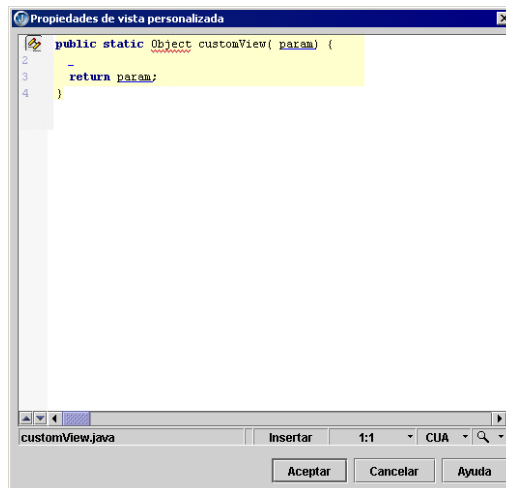 Propiedades de vista personalizada
public static Object customView( param) {
2 _
3 return param;
4 }
customView.java Insertar 1:1 CUA
Aceptar Cancelar Ayuda